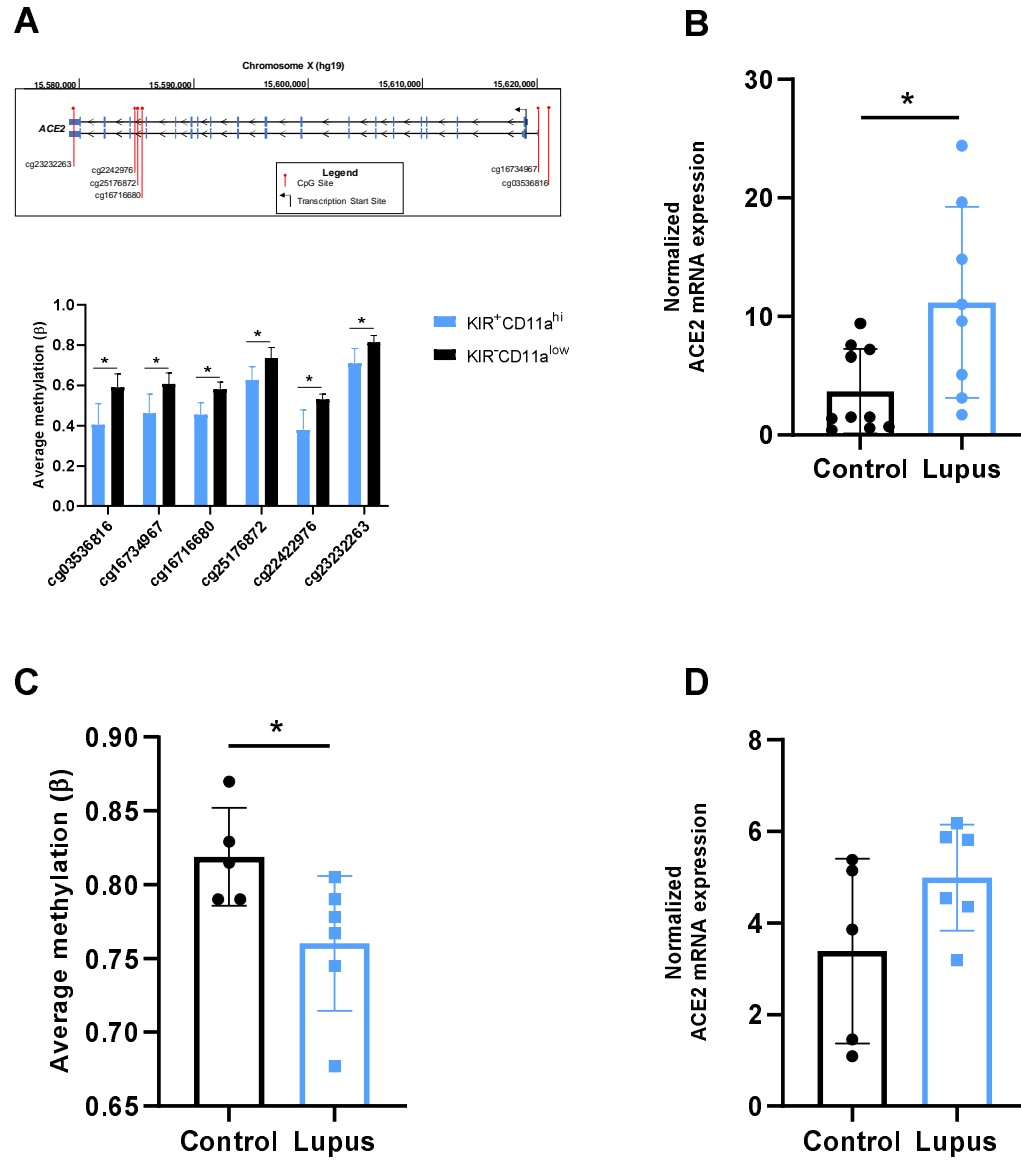 A
Chromosome X (hg19)
15,580,000 15,590,000 15,600,000 15,610,000 15,620,000
ACE2
cg23232263
cg2242976
cg25176872
cg16716680
cg16734967
cg03536816
Legend
CpG Site
Transcription Start Site
Average methylation (β)
1.0
0.8
0.6
0.4
0.2
0.0
* * * * * *
cg03536816 cg16734967 cg16716680 cg25176872 cg22422976 cg23232263
KIR⁺CD11aʰⁱ
KIR⁻CD11aˡᵒʷ
B
Normalized
ACE2 mRNA expression
30
20
10
0
*
Control Lupus
C
Average methylation (β)
0.90
0.85
0.80
0.75
0.70
0.65
*
Control Lupus
D
Normalized
ACE2 mRNA expression
8
6
4
2
0
Control Lupus